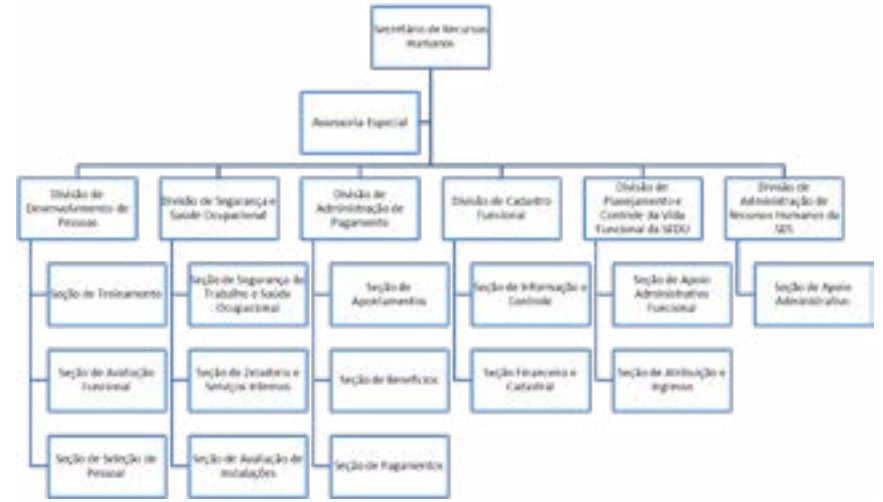 Secretário de Recursos
Humanos
Assessoria Especial
Divisão de
Desenvolvimento de
Pessoas
Divisão de Segurança e
Saúde Ocupacional
Divisão de
Administração de
Pagamento
Divisão de Cadastro
Funcional
Divisão de
Planejamento e
Controle da Vida
Funcional da SEDU
Divisão de
Administração de
Recursos Humanos da
SES
Seção de Treinamento
Seção de Segurança do
Trabalho e Saúde
Ocupacional
Seção de
Apontamentos
Seção de Informação e
Controle
Seção de Apoio
Administrativo
Funcional
Seção de Apoio
Administrativo
Seção de Avaliação
Funcional
Seção de Zeladoria e
Serviços Internos
Seção de Benefícios
Seção Financeira e
Cadastral
Seção de Atribuição e
Ingresso
Seção de Seleção de
Pessoal
Seção de Avaliação de
Instalações
Seção de Pagamentos